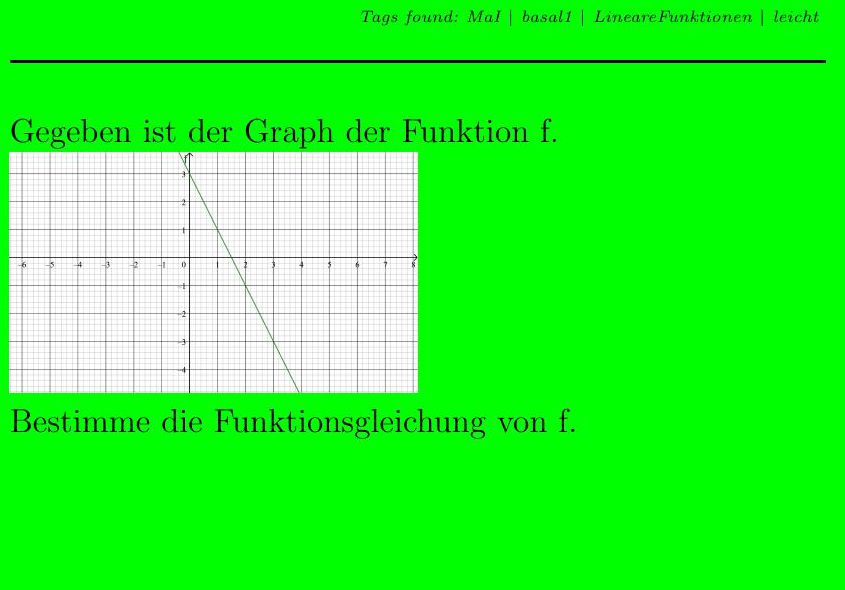 Tags found: MaI | basal1 | LineareFunktionen | leicht
Gegeben ist der Graph der Funktion f.
f
3
2
1
-6 -5 -4 -3 -2 -1 0 1 2 3 4 5 6 7 8
-1
-2
-3
-4
Bestimme die Funktionsgleichung von f.